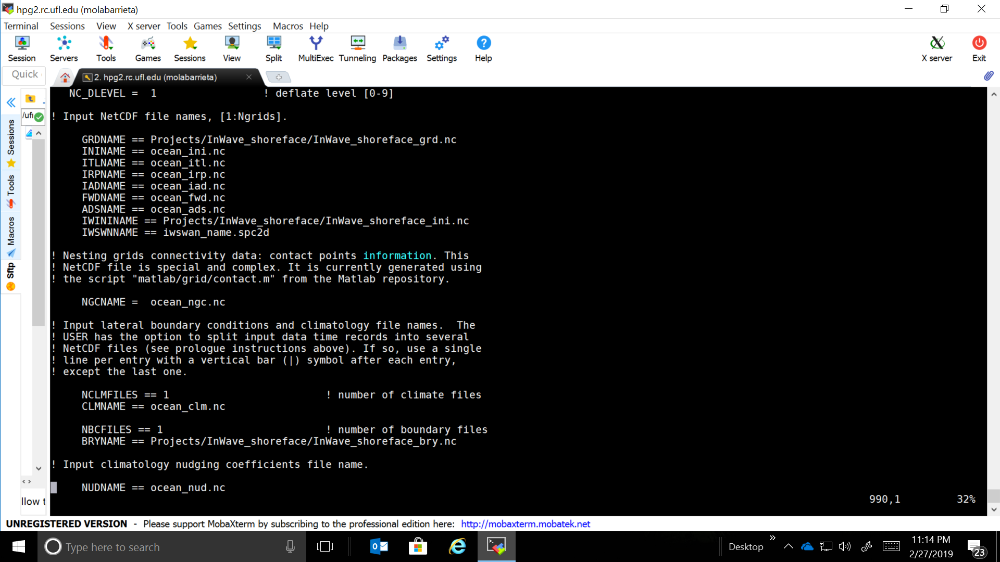 hpg2.rc.ufl.edu (molabarrieta)
Terminal Sessions View X server Tools Games Settings Macros Help
Session Servers Tools Games Sessions View Split MultiExec Tunneling Packages Settings Help X server Exit
Quick
2. hpg2.rc.ufl.edu (molabarrieta)
/ufr
Sessions
Tools
Macros
Sftp
llow t
NC_DLEVEL =  1                 ! deflate level [0-9]
! Input NetCDF file names, [1:Ngrids].
GRDNAME == Projects/InWave_shoreface/InWave_shoreface_grd.nc
ININAME == ocean_ini.nc
ITLNAME == ocean_itl.nc
IRPNAME == ocean_irp.nc
IADNAME == ocean_iad.nc
FWDNAME == ocean_fwd.nc
ADSNAME == ocean_ads.nc
IWININAME == Projects/InWave_shoreface/InWave_shoreface_ini.nc
IWSWNNAME == iwswan_name.spc2d
! Nesting grids connectivity data: contact points information. This
! NetCDF file is special and complex. It is currently generated using
! the script "matlab/grid/contact.m" from the Matlab repository.
NGCNAME =  ocean_ngc.nc
! Input lateral boundary conditions and climatology file names.  The
! USER has the option to split input data time records into several
! NetCDF files (see prologue instructions above). If so, use a single
! line per entry with a vertical bar (|) symbol after each entry,
! except the last one.
NCLMFILES == 1                         ! number of climate files
CLMNAME == ocean_clm.nc
NBCFILES == 1                          ! number of boundary files
BRYNAME == Projects/InWave_shoreface/InWave_shoreface_bry.nc
! Input climatology nudging coefficients file name.
NUDNAME == ocean_nud.nc
990,1         32%
UNREGISTERED VERSION - Please support MobaXterm by subscribing to the professional edition here: http://mobaxterm.mobatek.net
Type here to search
Desktop
11:14 PM
2/27/2019
23